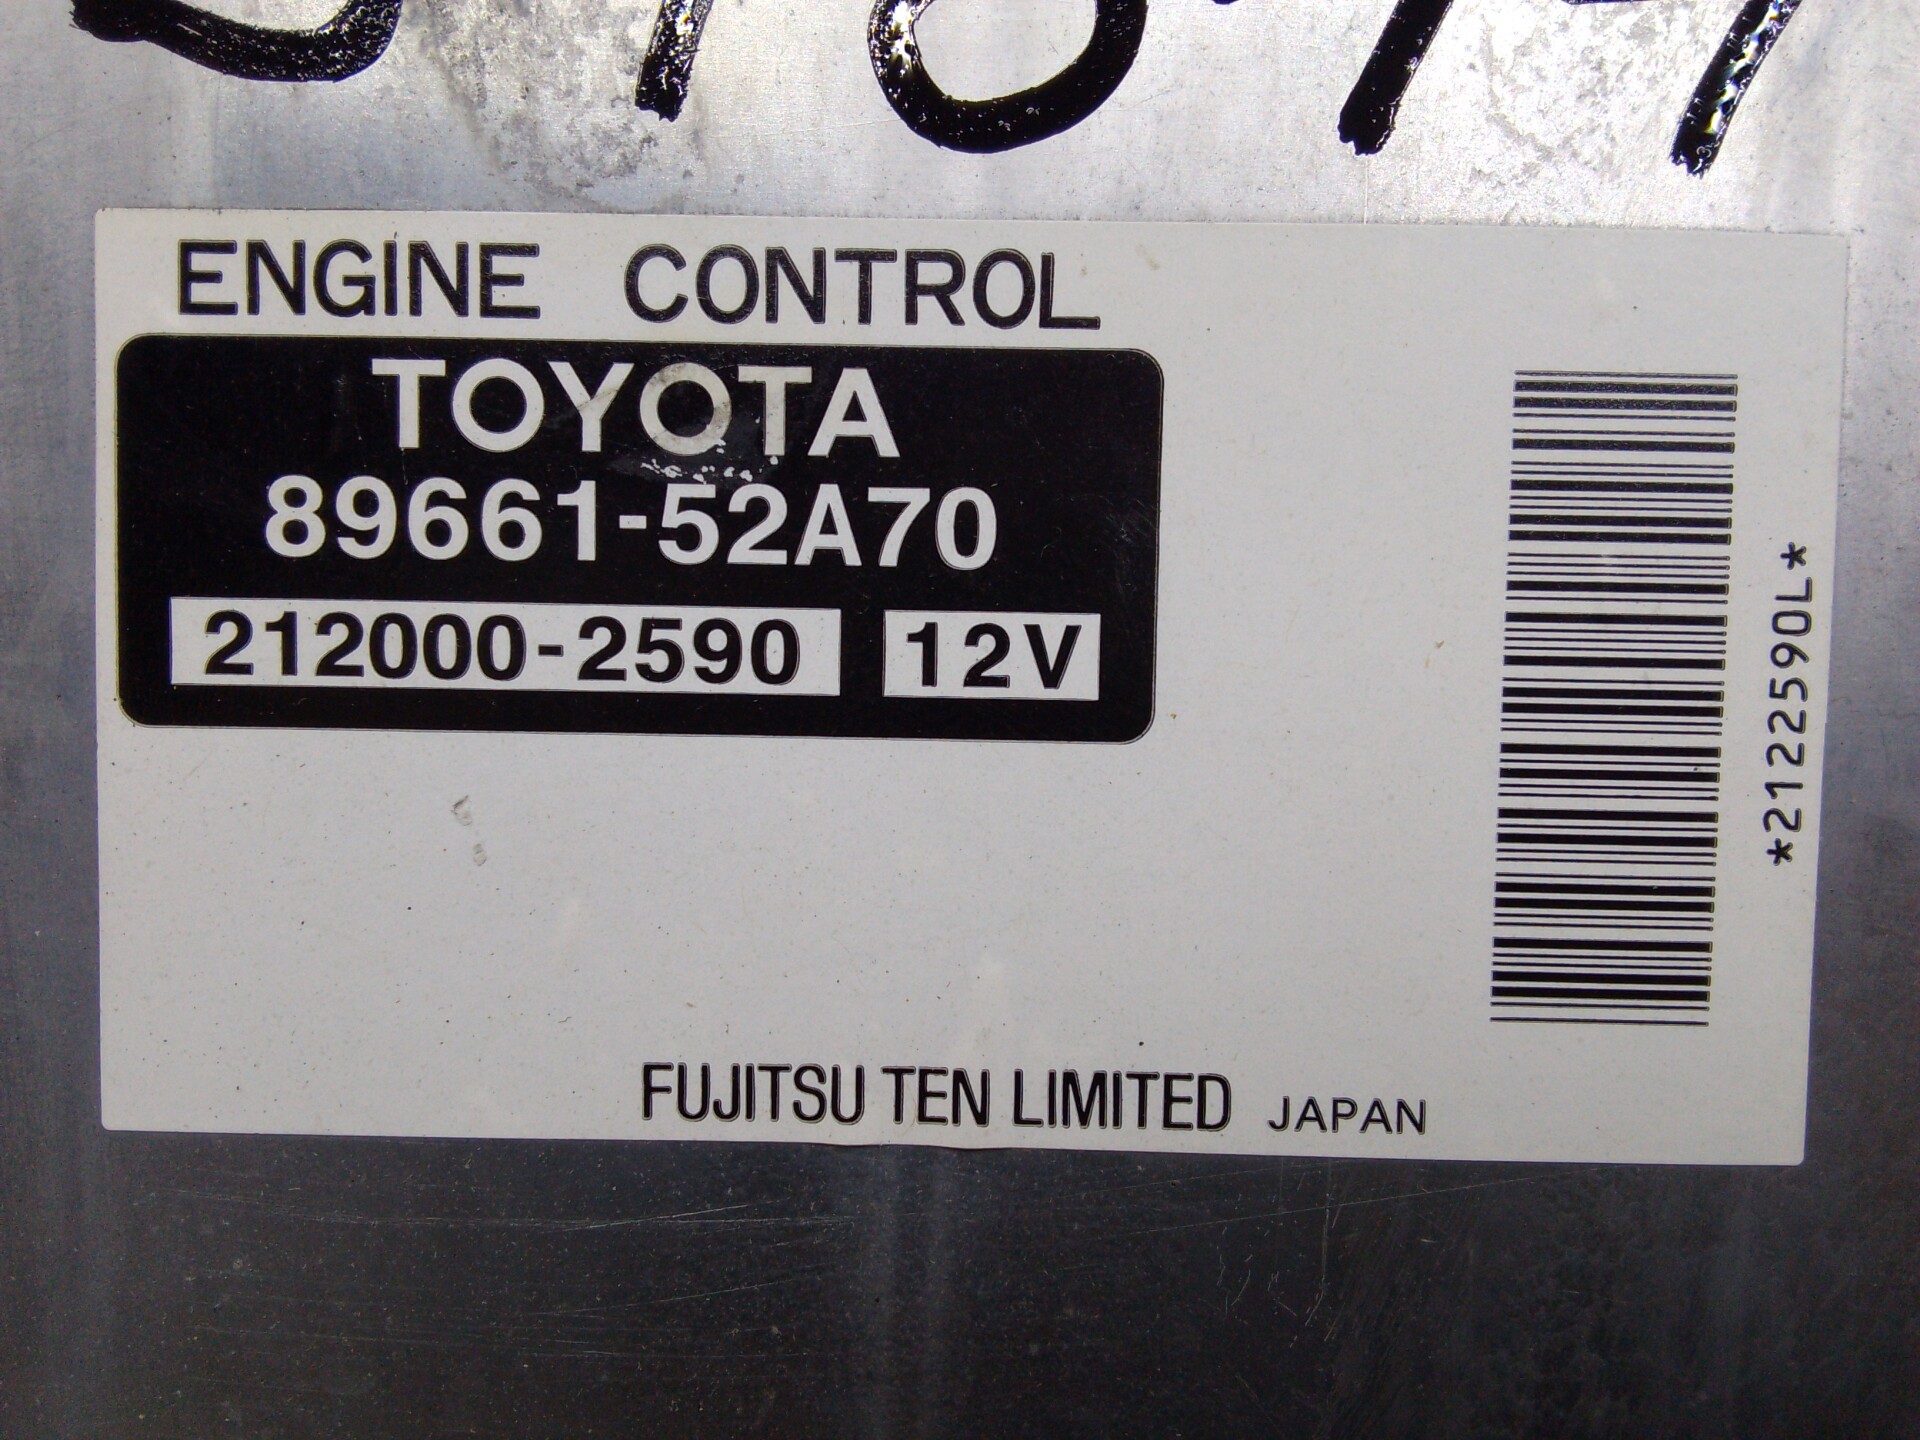 ENGINE CONTROL
TOYOTA
89661-52A70
212000-2590 12V
*2122590L*
FUJITSU TEN LIMITED JAPAN